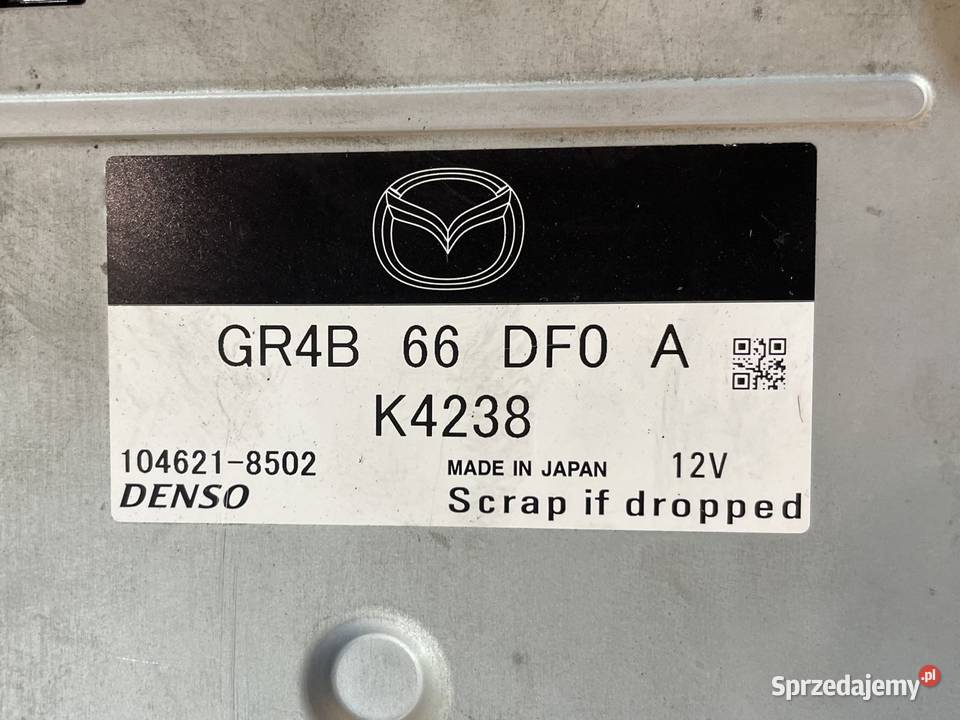 GR4B 66 DF0 A
K4238
104621-8502 MADE IN JAPAN 12V
DENSO Scrap if dropped
Sprzedajemy.pl